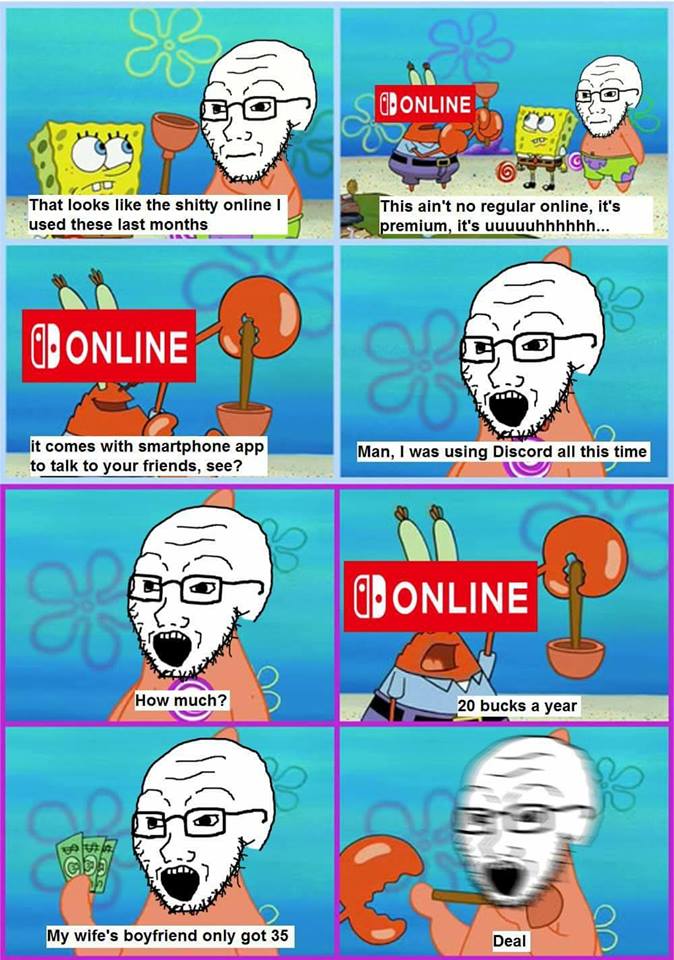 That looks like the shitty online I
used these last months
ONLINE
This ain't no regular online, it's
premium, it's uuuuuhhhhhh...
ONLINE
it comes with smartphone app
to talk to your friends, see?
Man, I was using Discord all this time
How much?
ONLINE
20 bucks a year
My wife's boyfriend only got 35
Deal